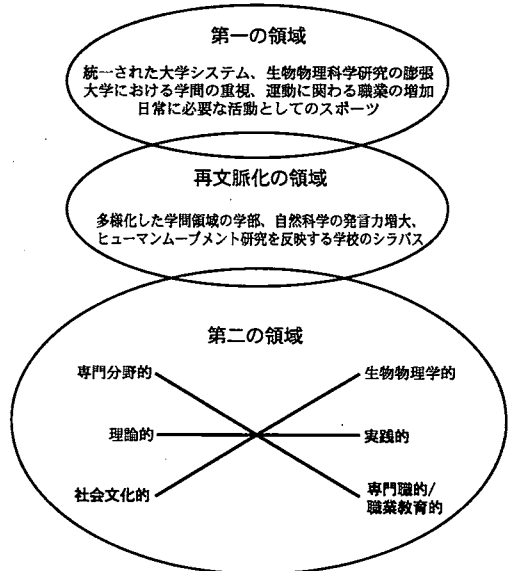 第一の領域
統一された大学システム、生物物理科学研究の膨張
大学における学問の重視、運動に関わる職業の増加
日常に必要な活動としてのスポーツ
再文脈化の領域
多様化した学問領域の学部、自然科学の発言力増大、
ヒューマンムーブメント研究を反映する学校のシラバス
第二の領域
専門分野的 生物物理学的
理論的 実践的
社会文化的 専門職的/
職業教育的